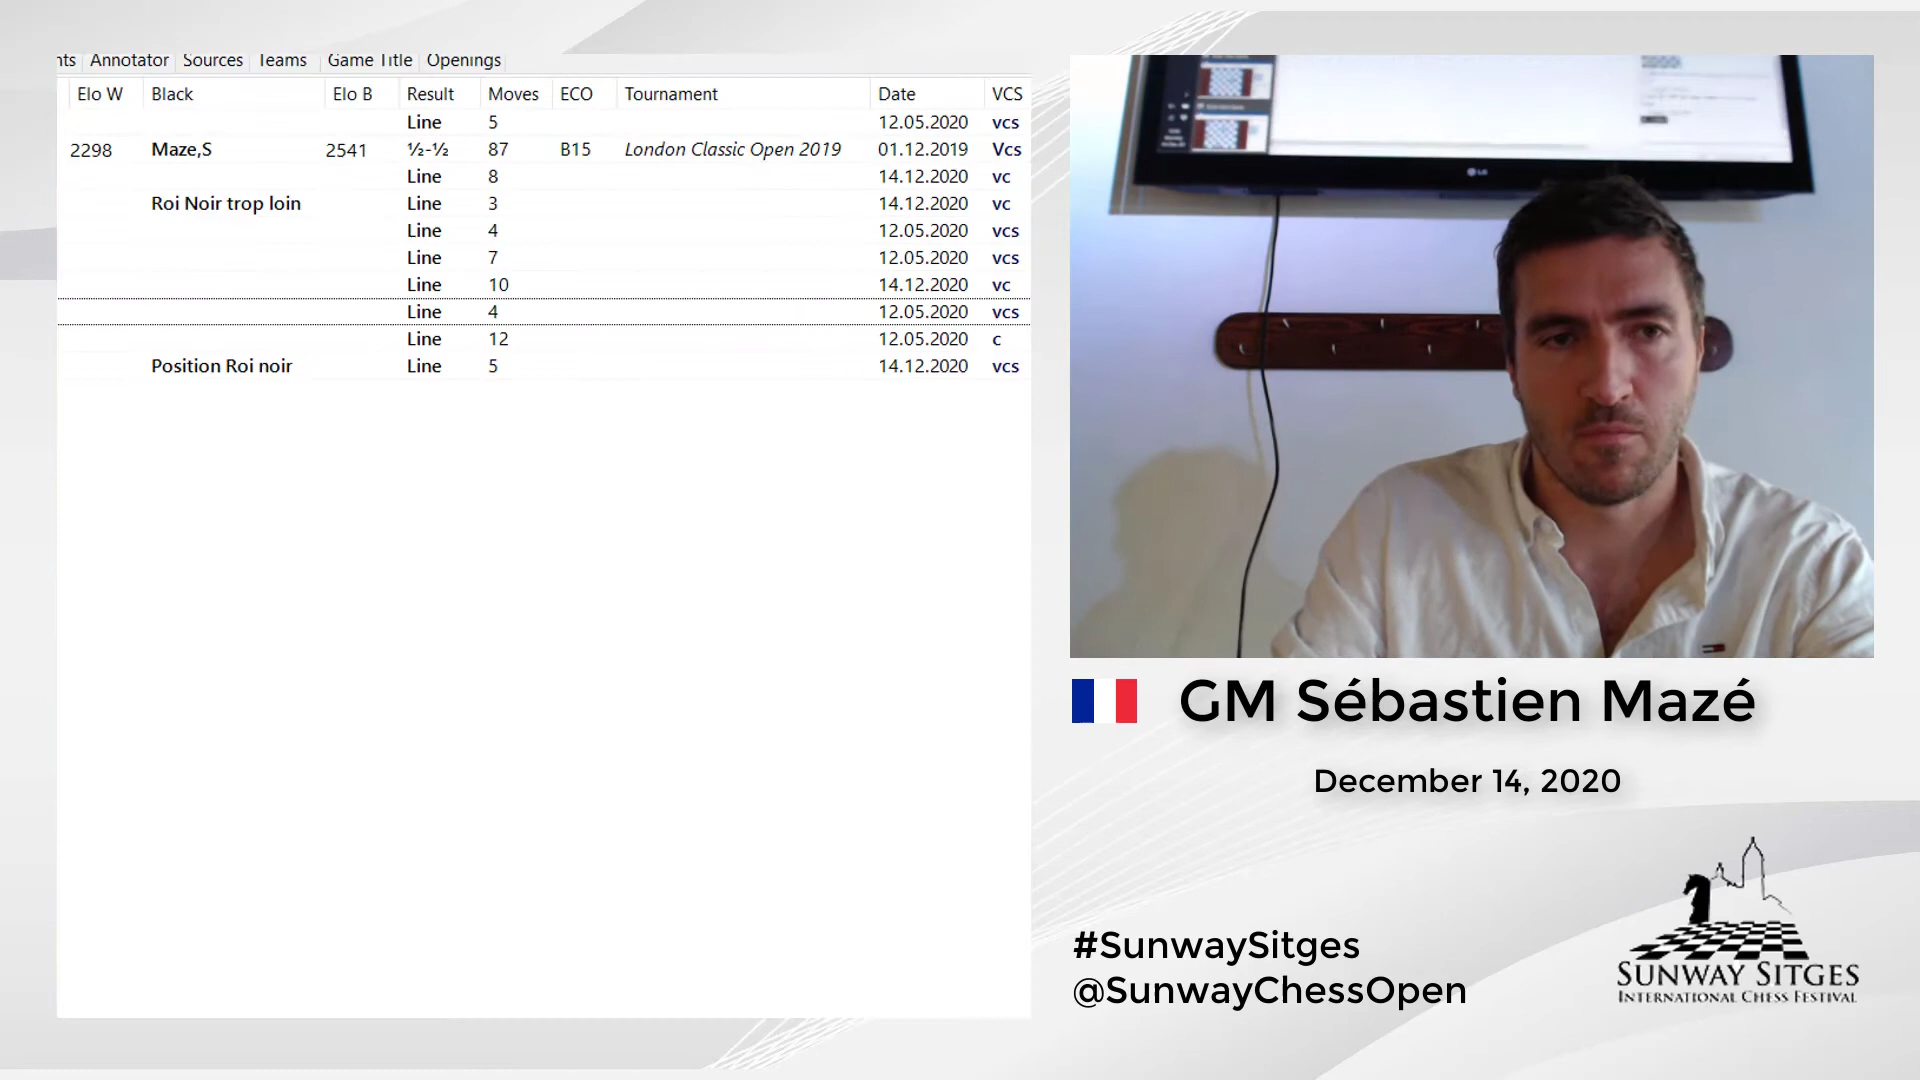 nts Annotator Sources Teams Game Title Openings
Elo W Black Elo B Result Moves ECO Tournament Date VCS
Line 5 12.05.2020 vcs
2298 Maze,S 2541 ½-½ 87 B15 London Classic Open 2019 01.12.2019 Vcs
Line 8 14.12.2020 vc
Roi Noir trop loin Line 3 14.12.2020 vc
Line 4 12.05.2020 vcs
Line 7 12.05.2020 vcs
Line 10 14.12.2020 vc
Line 4 12.05.2020 vcs
Line 12 12.05.2020 c
Position Roi noir Line 5 14.12.2020 vcs
LG
GM Sébastien Mazé
December 14, 2020
#SunwaySitges
@SunwayChessOpen
SUNWAY SITGES
INTERNATIONAL CHESS FESTIVAL